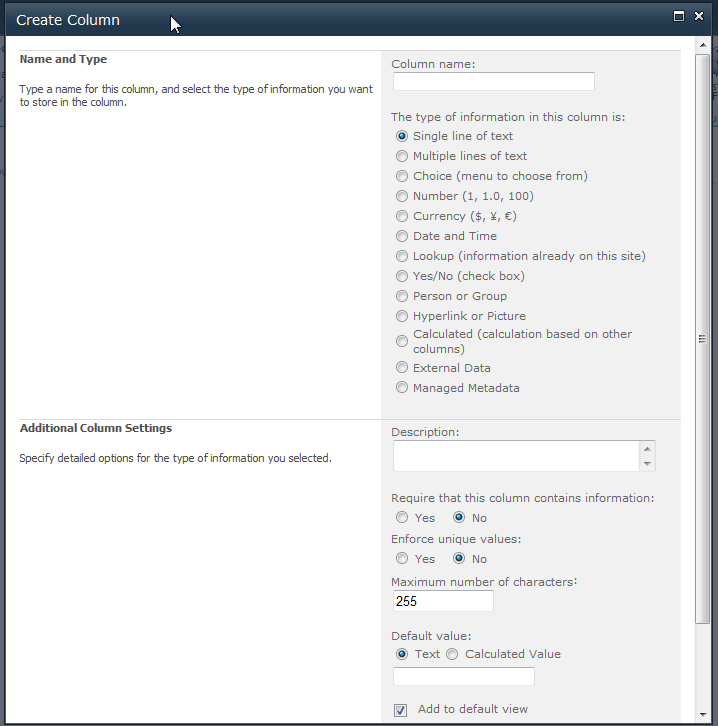 Create Column
Name and Type
Type a name for this column, and select the type of information you want
to store in the column.
Column name:
The type of information in this column is:
Single line of text
Multiple lines of text
Choice (menu to choose from)
Number (1, 1.0, 100)
Currency ($, ¥, €)
Date and Time
Lookup (information already on this site)
Yes/No (check box)
Person or Group
Hyperlink or Picture
Calculated (calculation based on other
columns)
External Data
Managed Metadata
Additional Column Settings
Specify detailed options for the type of information you selected.
Description:
Require that this column contains information:
Yes No
Enforce unique values:
Yes No
Maximum number of characters:
255
Default value:
Text Calculated Value
Add to default view